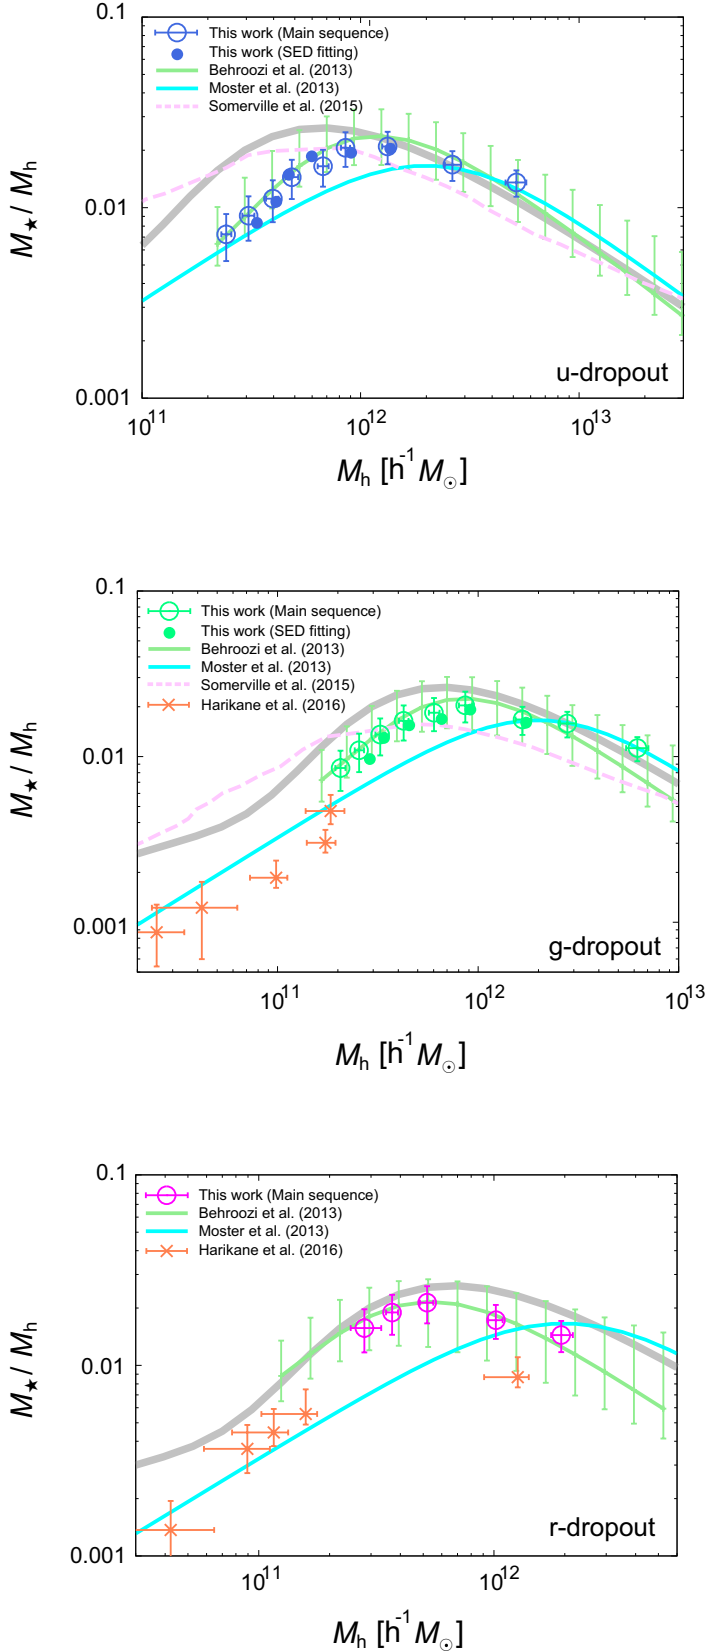 0.1
This work (Main sequence)
This work (SED fitting)
Behroozi et al. (2013)
Moster et al. (2013)
Somerville et al. (2015)
M★/ Mh
0.01
0.001
u-dropout
10^11
10^12
10^13
Mh [h^-1 M☉]
0.1
This work (Main sequence)
This work (SED fitting)
Behroozi et al. (2013)
Moster et al. (2013)
Somerville et al. (2015)
Harikane et al. (2016)
M★/ Mh
0.01
0.001
g-dropout
10^11
10^12
10^13
Mh [h^-1 M☉]
0.1
This work (Main sequence)
Behroozi et al. (2013)
Moster et al. (2013)
Harikane et al. (2016)
M★/ Mh
0.01
0.001
r-dropout
10^11
10^12
Mh [h^-1 M☉]